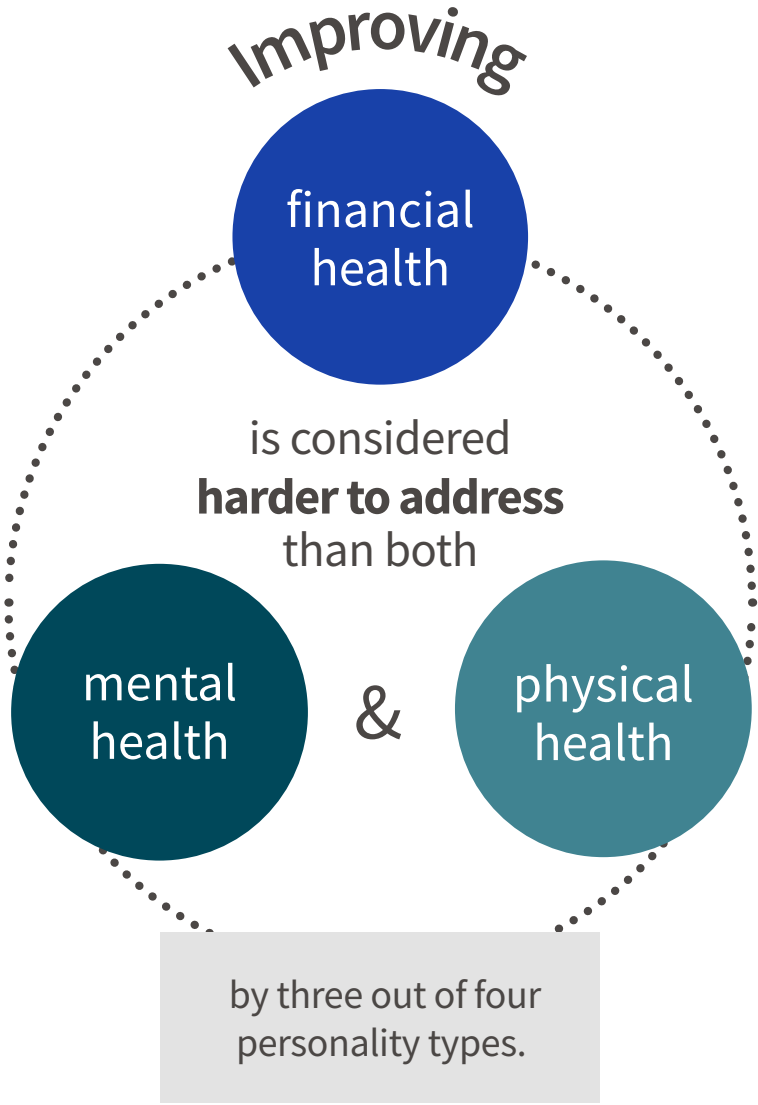 Improving
financial
health
is considered
harder to address
than both
mental
health
&
physical
health
by three out of four
personality types.